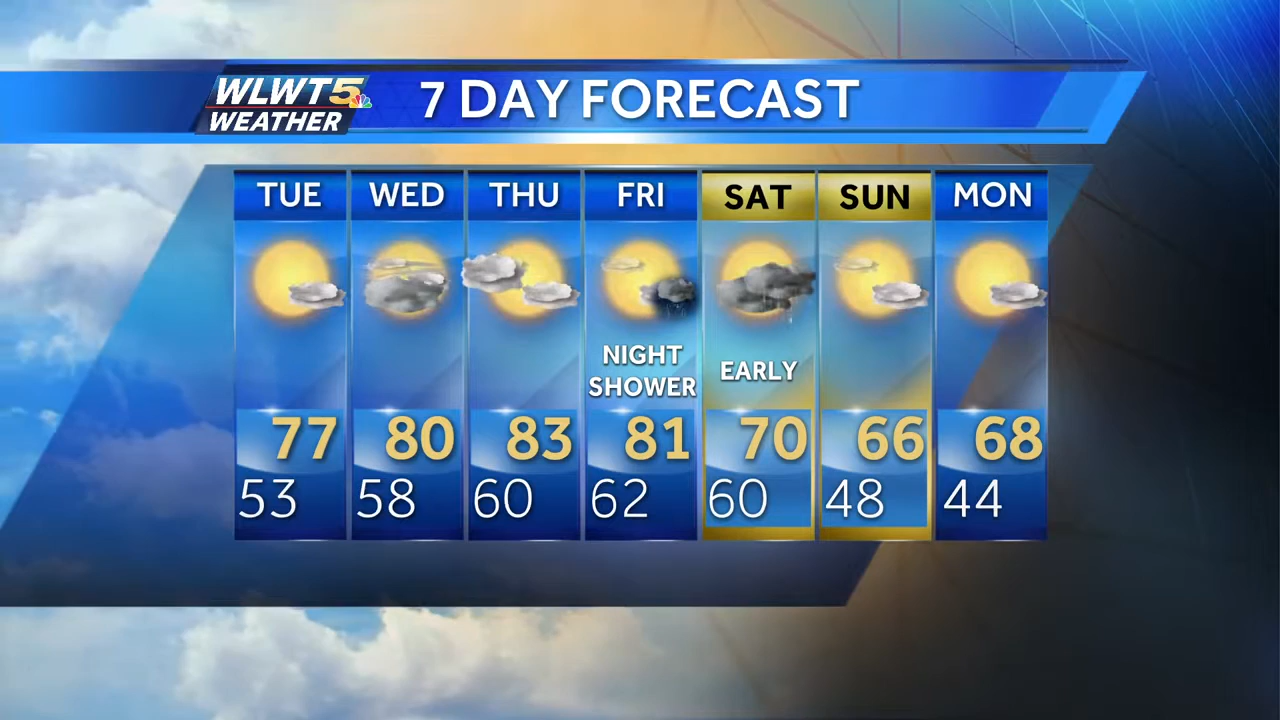 WLWT5
WEATHER
7 DAY FORECAST
TUE WED THU FRI SAT SUN MON
NIGHT
SHOWER
EARLY
77 80 83 81 70 66 68
53 58 60 62 60 48 44